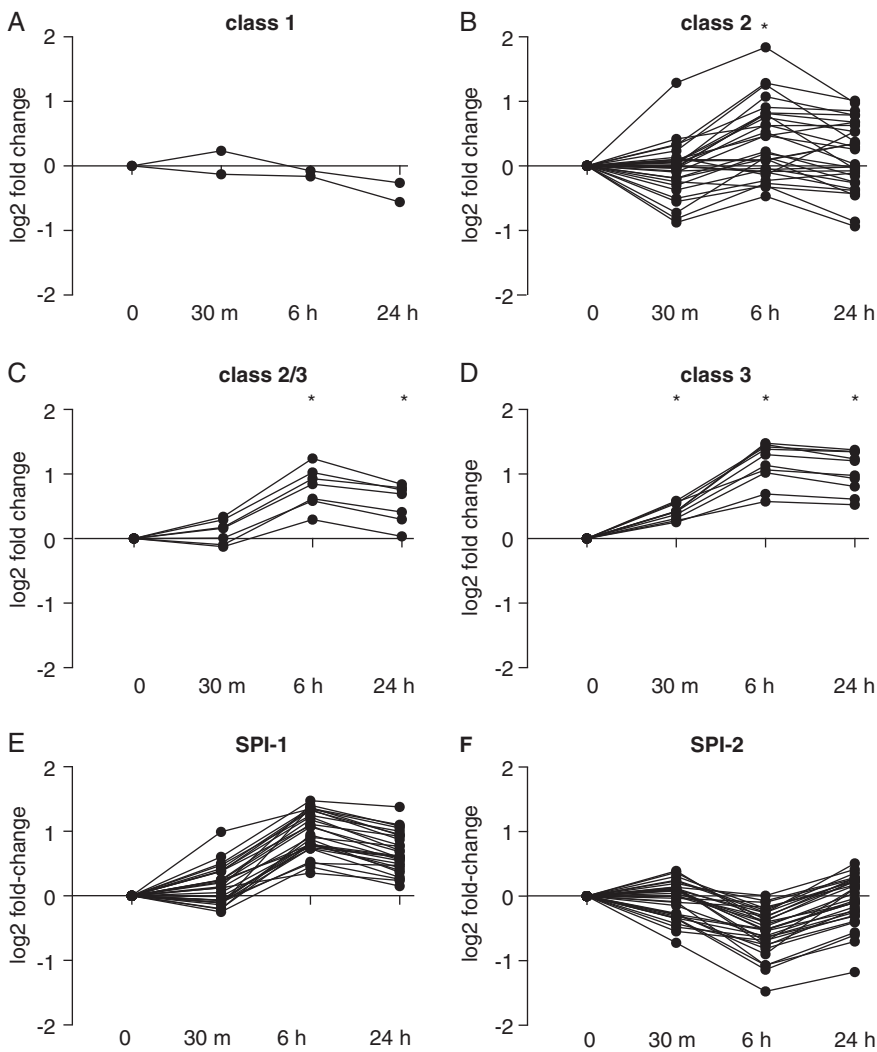 A
class 1
2
1
0
-1
-2
log2 fold change
0 30 m 6 h 24 h
B
class 2 *
2
1
0
-1
-2
log2 fold change
0 30 m 6 h 24 h
C
class 2/3
* *
2
1
0
-1
-2
log2 fold change
0 30 m 6 h 24 h
D
class 3
* * *
2
1
0
-1
-2
log2 fold change
0 30 m 6 h 24 h
E
SPI-1
2
1
0
-1
-2
log2 fold-change
0 30 m 6 h 24 h
F
SPI-2
2
1
0
-1
-2
log2 fold-change
0 30 m 6 h 24 h